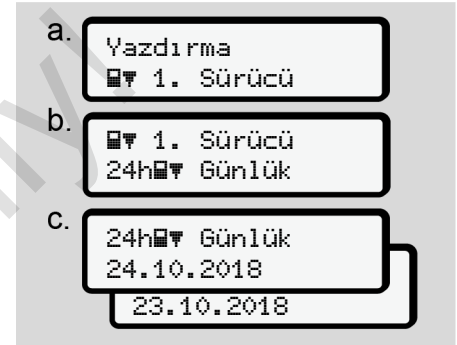 a.
Yazdırma
1. Sürücü
b.
1. Sürücü
24h Günlük
c.
24h Günlük
24.10.2018
23.10.2018